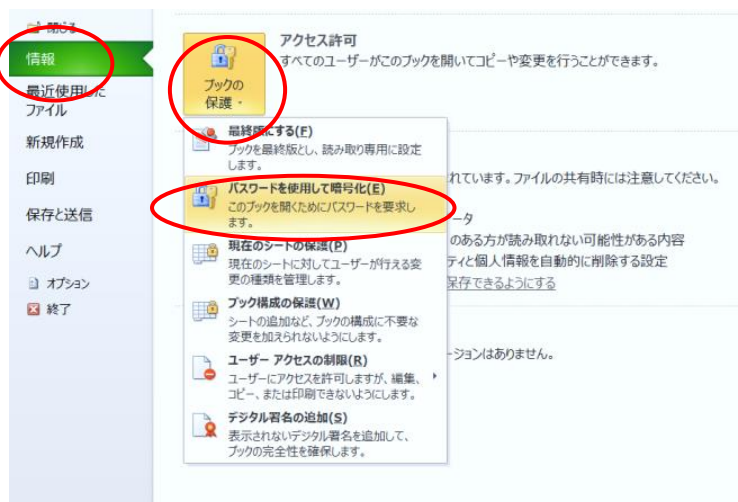 閉じる
情報
最近使用した
ファイル
新規作成
印刷
保存と送信
ヘルプ
オプション
終了
アクセス許可
すべてのユーザーがこのブックを開いてコピーや変更を行うことができます。
ブックの
保護
最終版にする(F)
ブックを最終版とし、読み取り専用に設定
します。
パスワードを使用して暗号化(E)
このブックを開くためにパスワードを要求し
ます。
現在のシートの保護(P)
現在のシートに対してユーザーが行える変
更の種類を管理します。
ブック構成の保護(W)
シートの追加など、ブックの構成に不要な
変更を加えられないようにします。
ユーザー アクセスの制限(R)
ユーザーにアクセスを許可しますが、編集、
コピー、または印刷できないようにします。
デジタル署名の追加(S)
表示されないデジタル署名を追加して、
ブックの完全性を確保します。
れています。ファイルの共有時には注意してください。
ータ
のある方が読み取れない可能性がある内容
ティと個人情報を自動的に削除する設定
保存できるようにする
ージョンはありません。